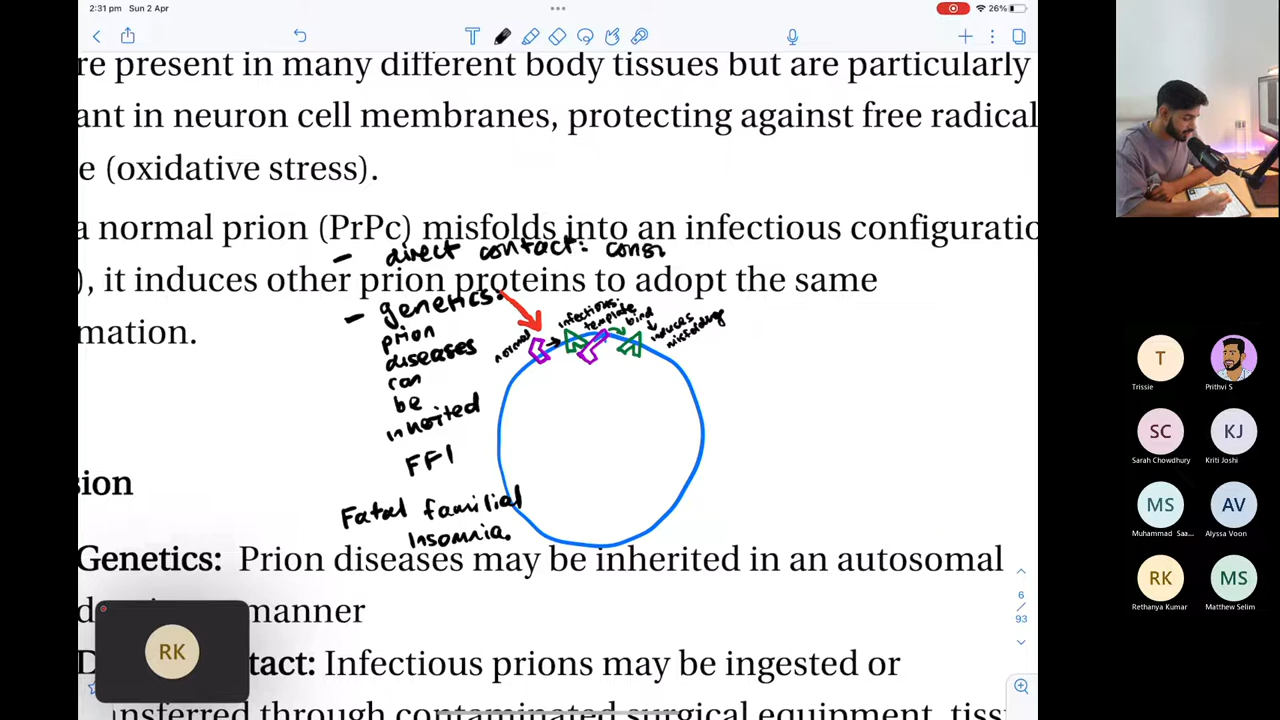 2:31 pm Sun 2 Apr
26%
re present in many different body tissues but are particularly
ant in neuron cell membranes, protecting against free radical
e (oxidative stress).
a normal prion (PrPc) misfolds into an infectious configuratio
- direct contact: cons
), it induces other prion proteins to adopt the same
- genetics:
mation.
prion
diseases
can
be
inherited
FFI
Fatal familial
Insomnia.
normal
infectious:
template
bind
induces
misfolding
sion
Genetics: Prion diseases may be inherited in an autosomal
manner
tact: Infectious prions may be ingested or
nsferred through contaminated surgical equipment, tiss
6
93
RK
T
Trissie
Prithvi S
SC
Sarah Chowdhury
KJ
Kriti Joshi
MS
Muhammad Saa...
AV
Alyssa Voon
RK
Rethanya Kumar
MS
Matthew Selim